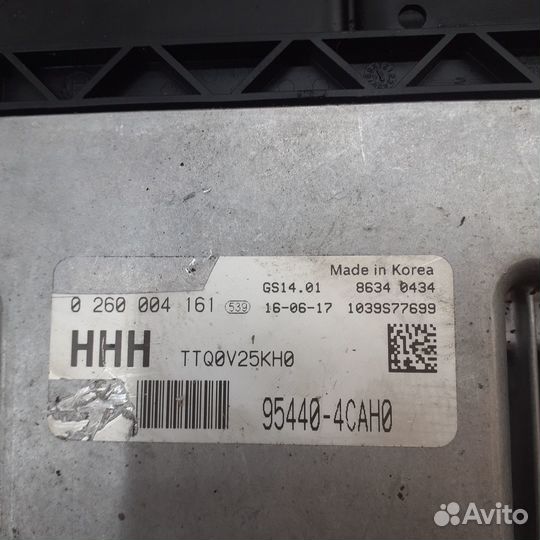 Made in Korea
GS14.01 8634 0434
0 260 004 161 539 16-06-17 1039S77699
HHH TTQ0V25KH0
95440-4CAH0
Avito